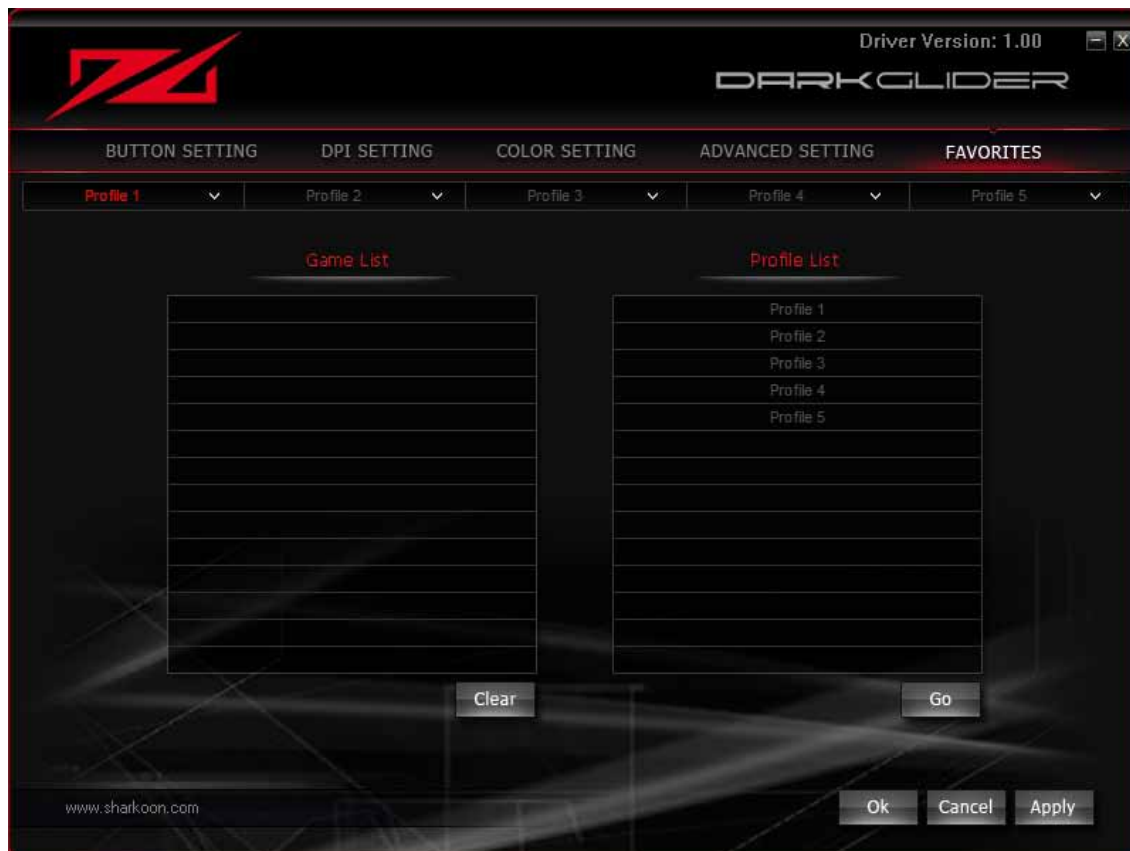 Driver Version: 1.00
DARKGLIDER
BUTTON SETTING DPI SETTING COLOR SETTING ADVANCED SETTING FAVORITES
Profile 1 Profile 2 Profile 3 Profile 4 Profile 5
Game List Profile List
Profile 1
Profile 2
Profile 3
Profile 4
Profile 5
Clear Go
www.sharkoon.com Ok Cancel Apply